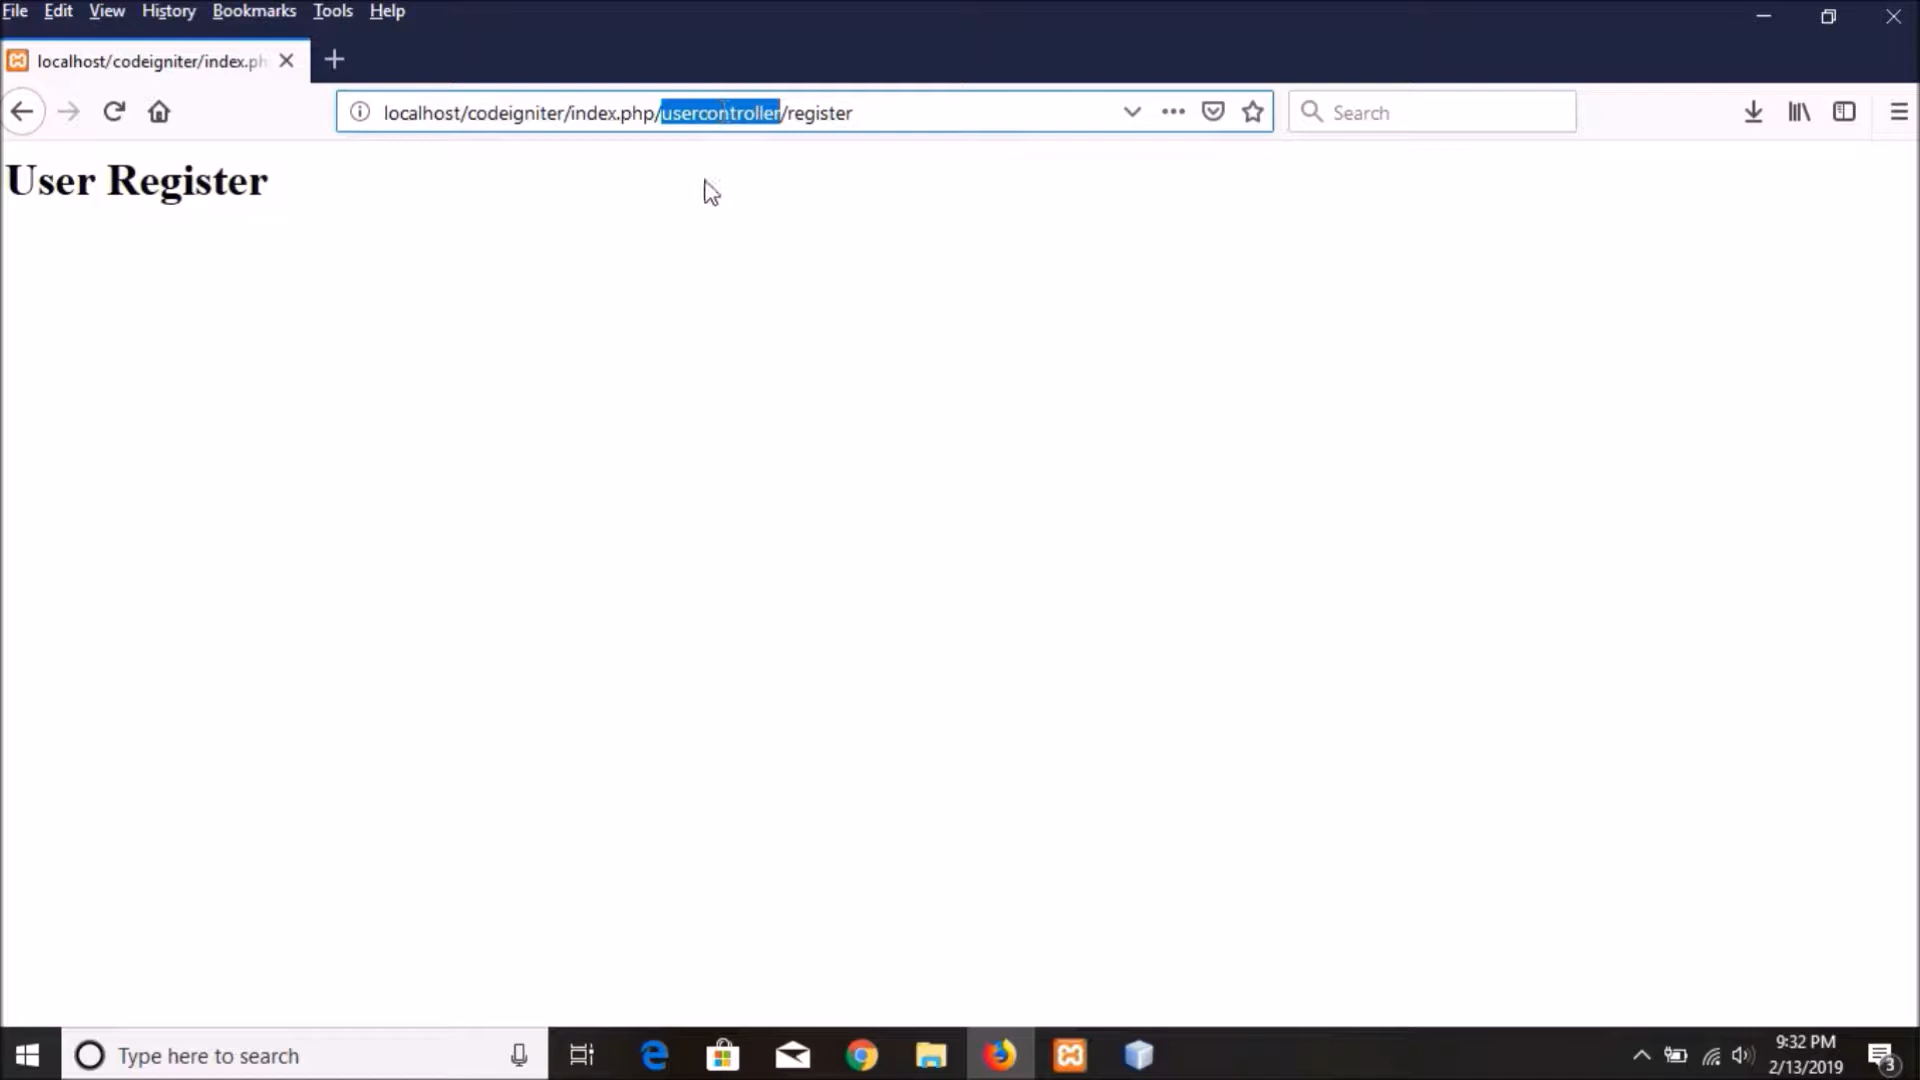 File Edit View History Bookmarks Tools Help
localhost/codeigniter/index.ph
localhost/codeigniter/index.php/usercontroller/register
Search
User Register
Type here to search
9:32 PM
2/13/2019
3